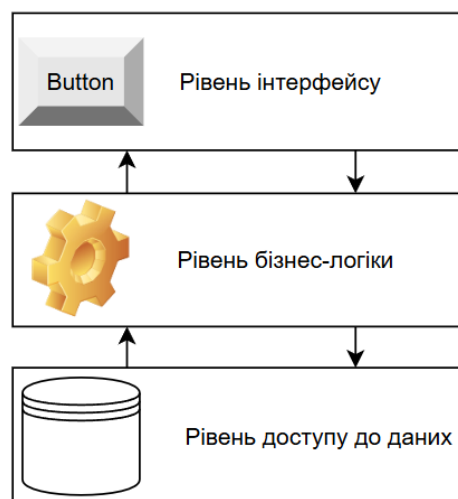 Button
Рівень інтерфейсу
Рівень бізнес-логіки
Рівень доступу до даних